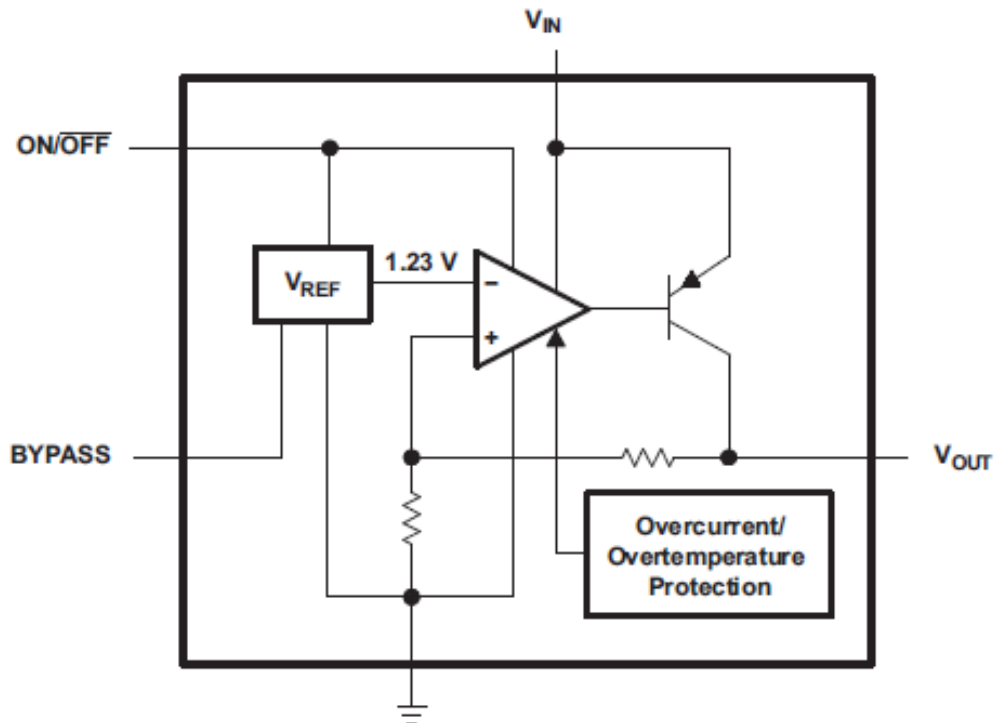 VIN
ON/OFF
1.23 V
VREF
−
+
BYPASS
VOUT
Overcurrent/
Overtemperature
Protection